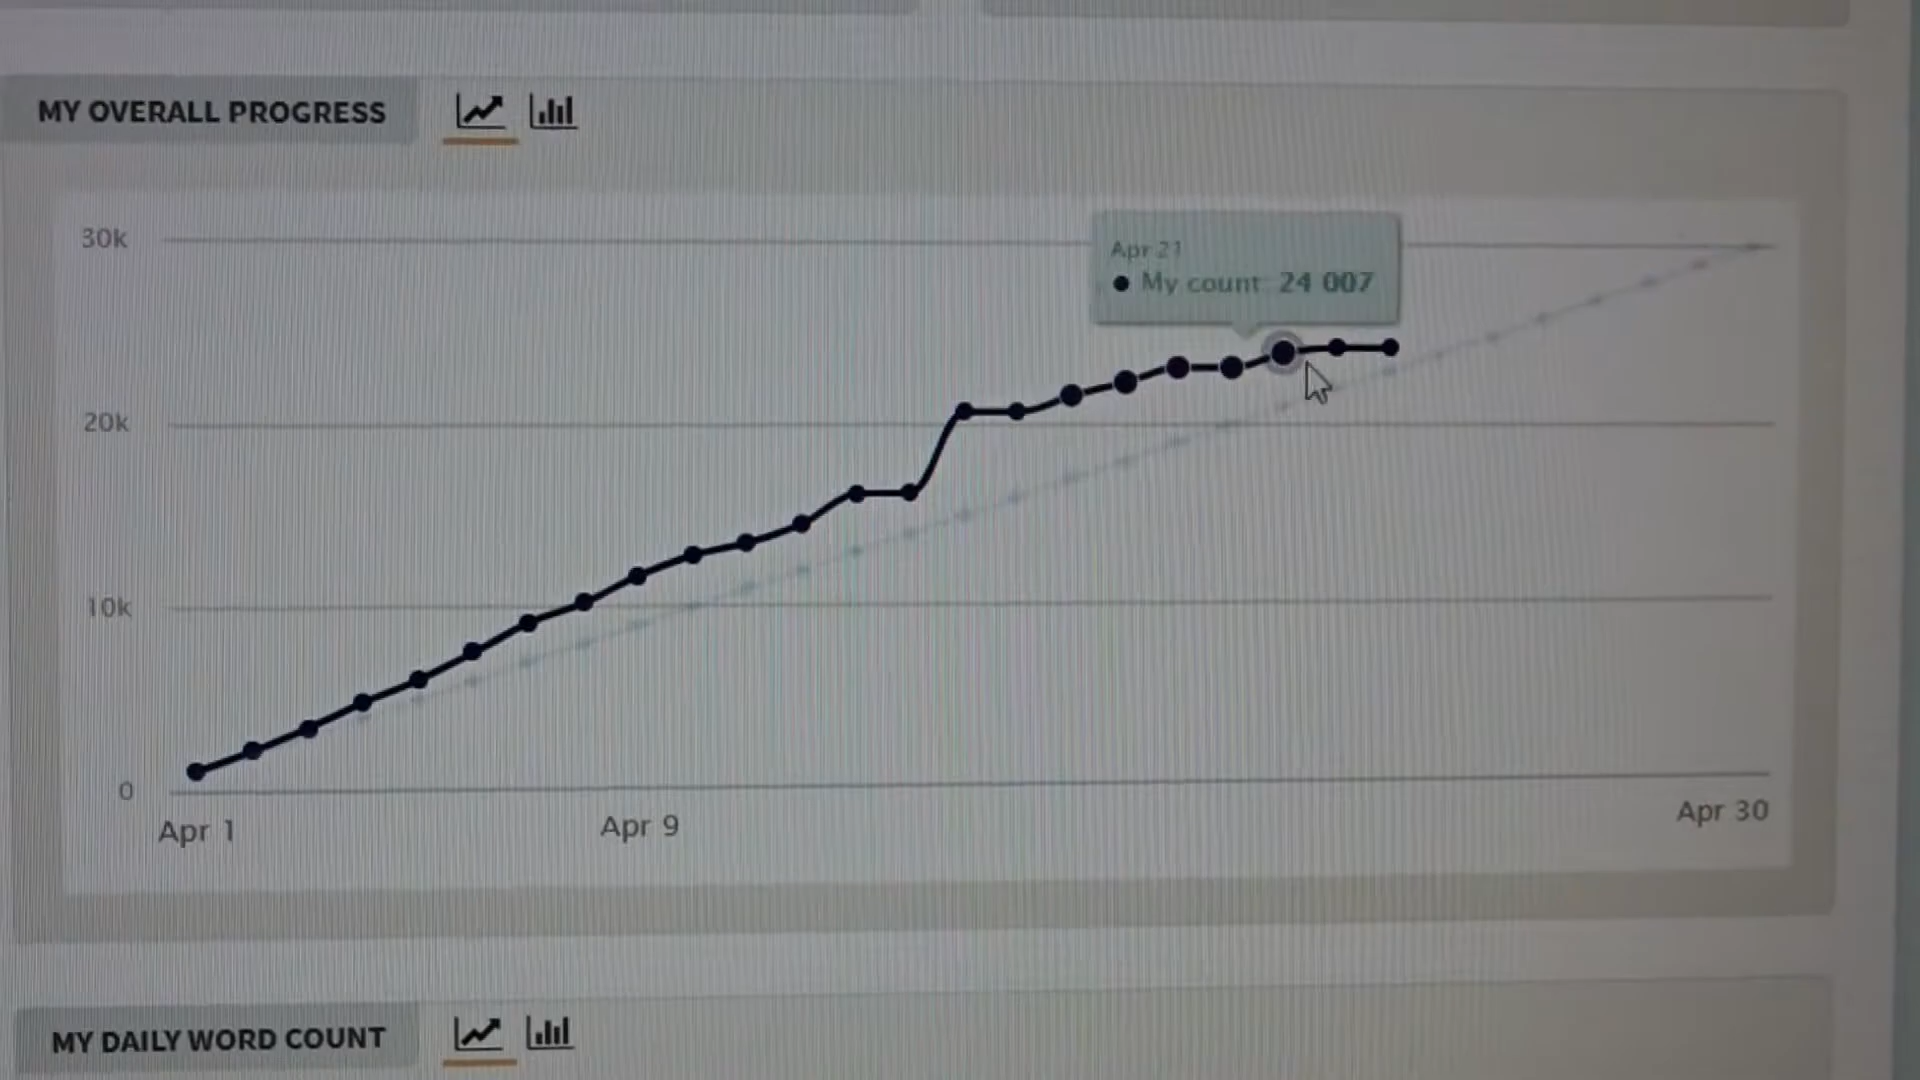 MY OVERALL PROGRESS
30k
Apr 21
My count: 24 007
20k
10k
0
Apr 1
Apr 9
Apr 30
MY DAILY WORD COUNT